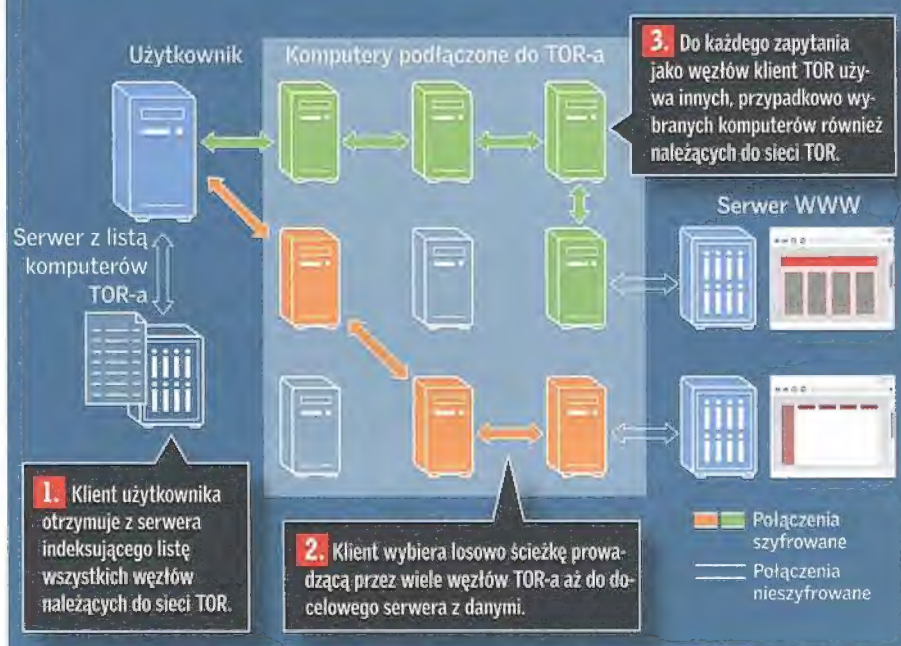 Użytkownik
Komputery podłączone do TOR-a
3. Do każdego zapytania
jako węzłów klient TOR uży-
wa innych, przypadkowo wy-
branych komputerów również
należących do sieci TOR.
Serwer WWW
Serwer z listą
komputerów
TOR-a
1. Klient użytkownika
otrzymuje z serwera
indeksującego listę
wszystkich węzłów
należących do sieci TOR.
2. Klient wybiera losowo ścieżkę prowa-
dzącą przez wiele węzłów TOR-a aż do do-
celowego serwera z danymi.
Połączenia
szyfrowane
Połączenia
nieszyfrowane